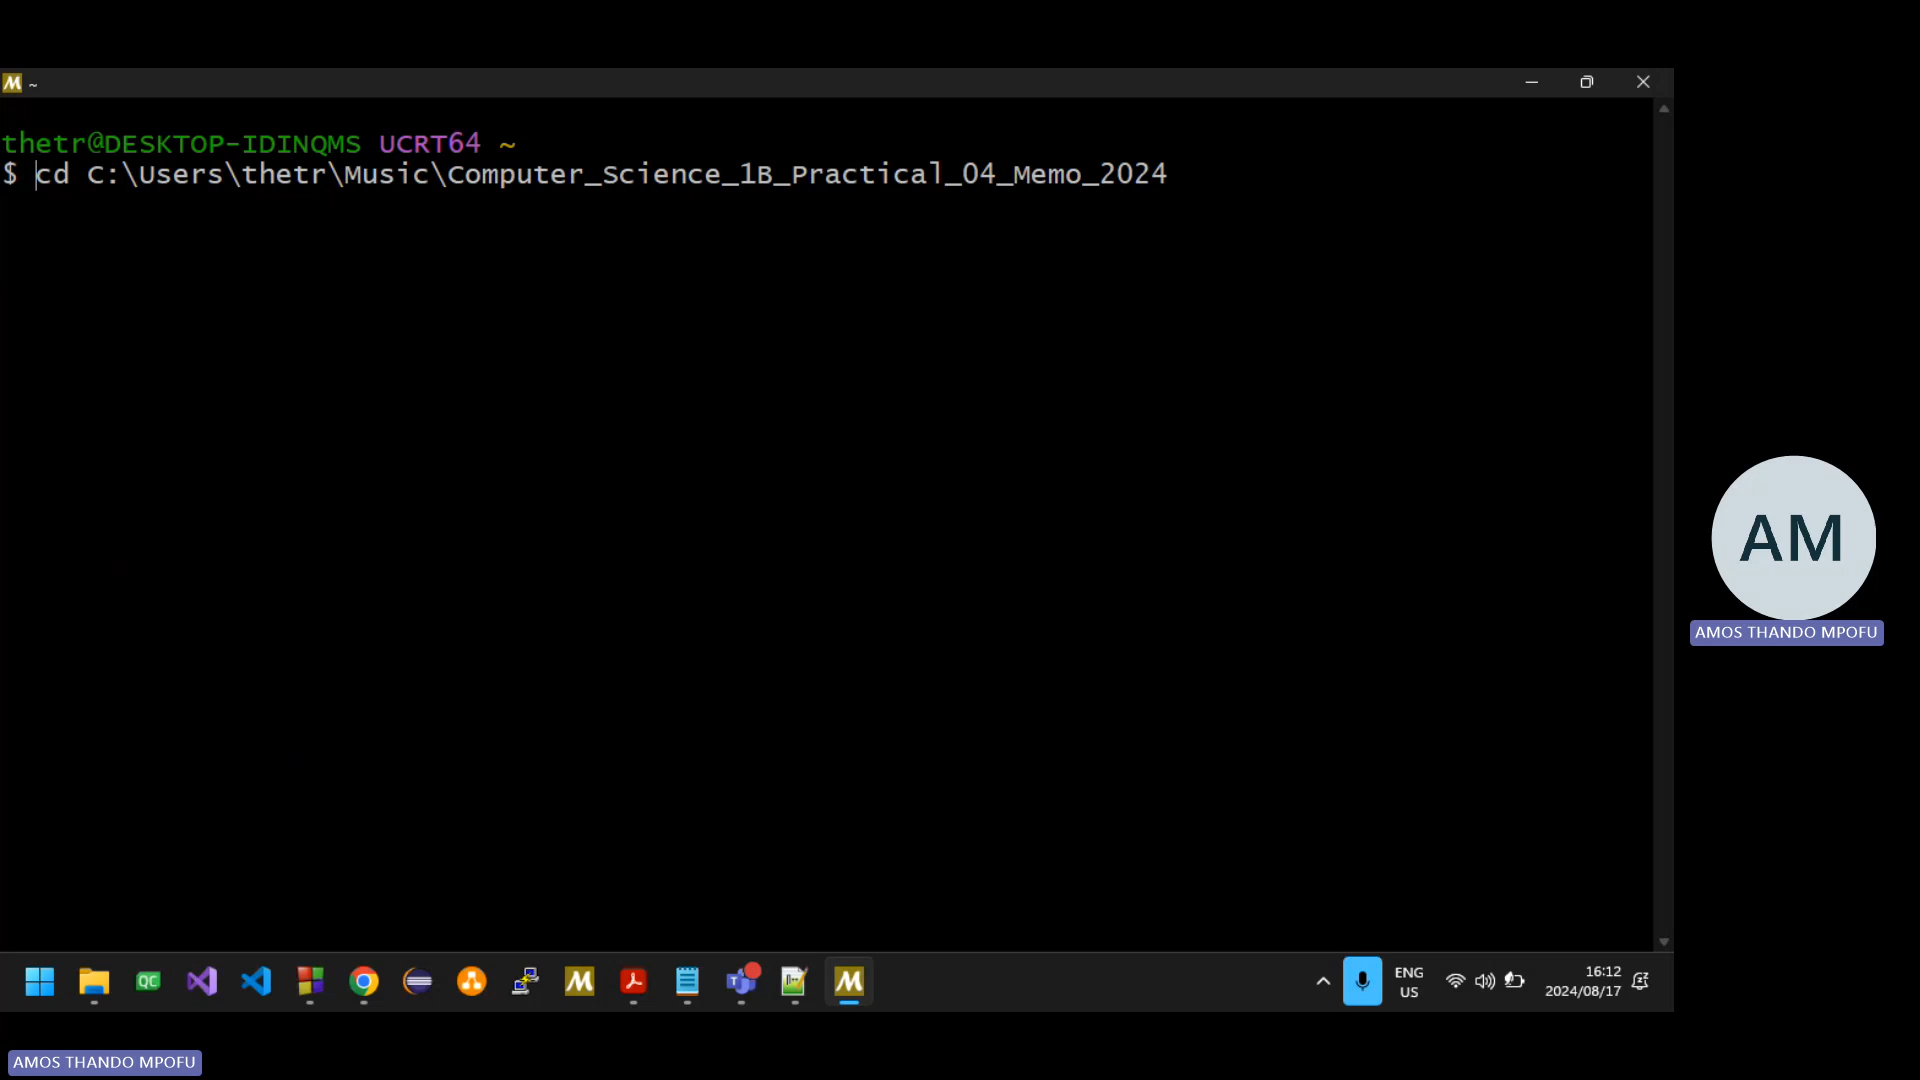 ~
thetr@DESKTOP-IDINQMS UCRT64 ~
$ cd C:\Users\thetr\Music\Computer_Science_1B_Practical_04_Memo_2024
AM
AMOS THANDO MPOFU
QC
ENG
US
16:12
2024/08/17
AMOS THANDO MPOFU